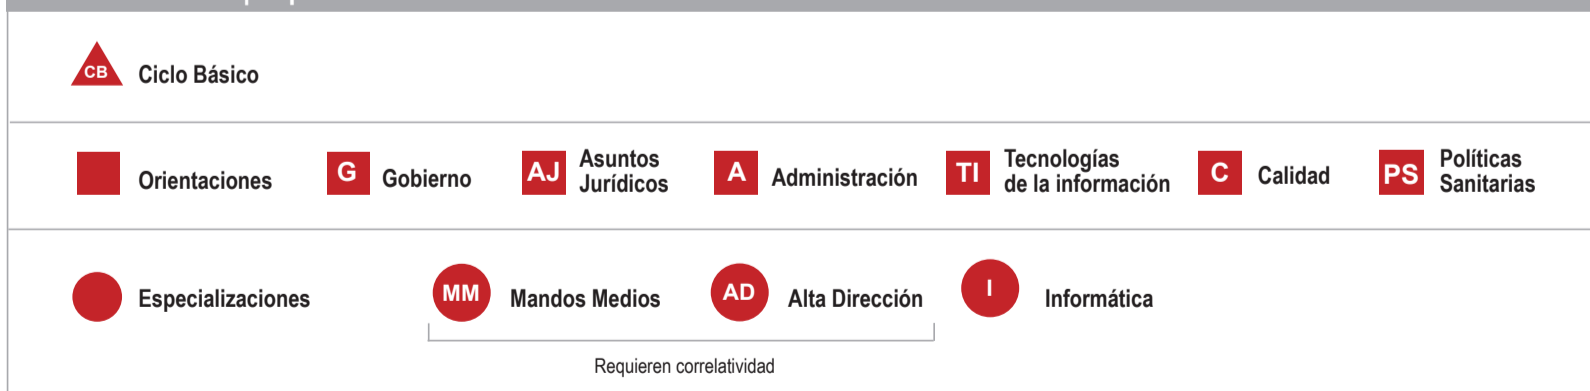 CB Ciclo Básico
Orientaciones
G Gobierno
AJ Asuntos
Jurídicos
A Administración
TI Tecnologías
de la información
C Calidad
PS Políticas
Sanitarias
Especializaciones
MM Mandos Medios
AD Alta Dirección
I Informática
Requieren correlatividad